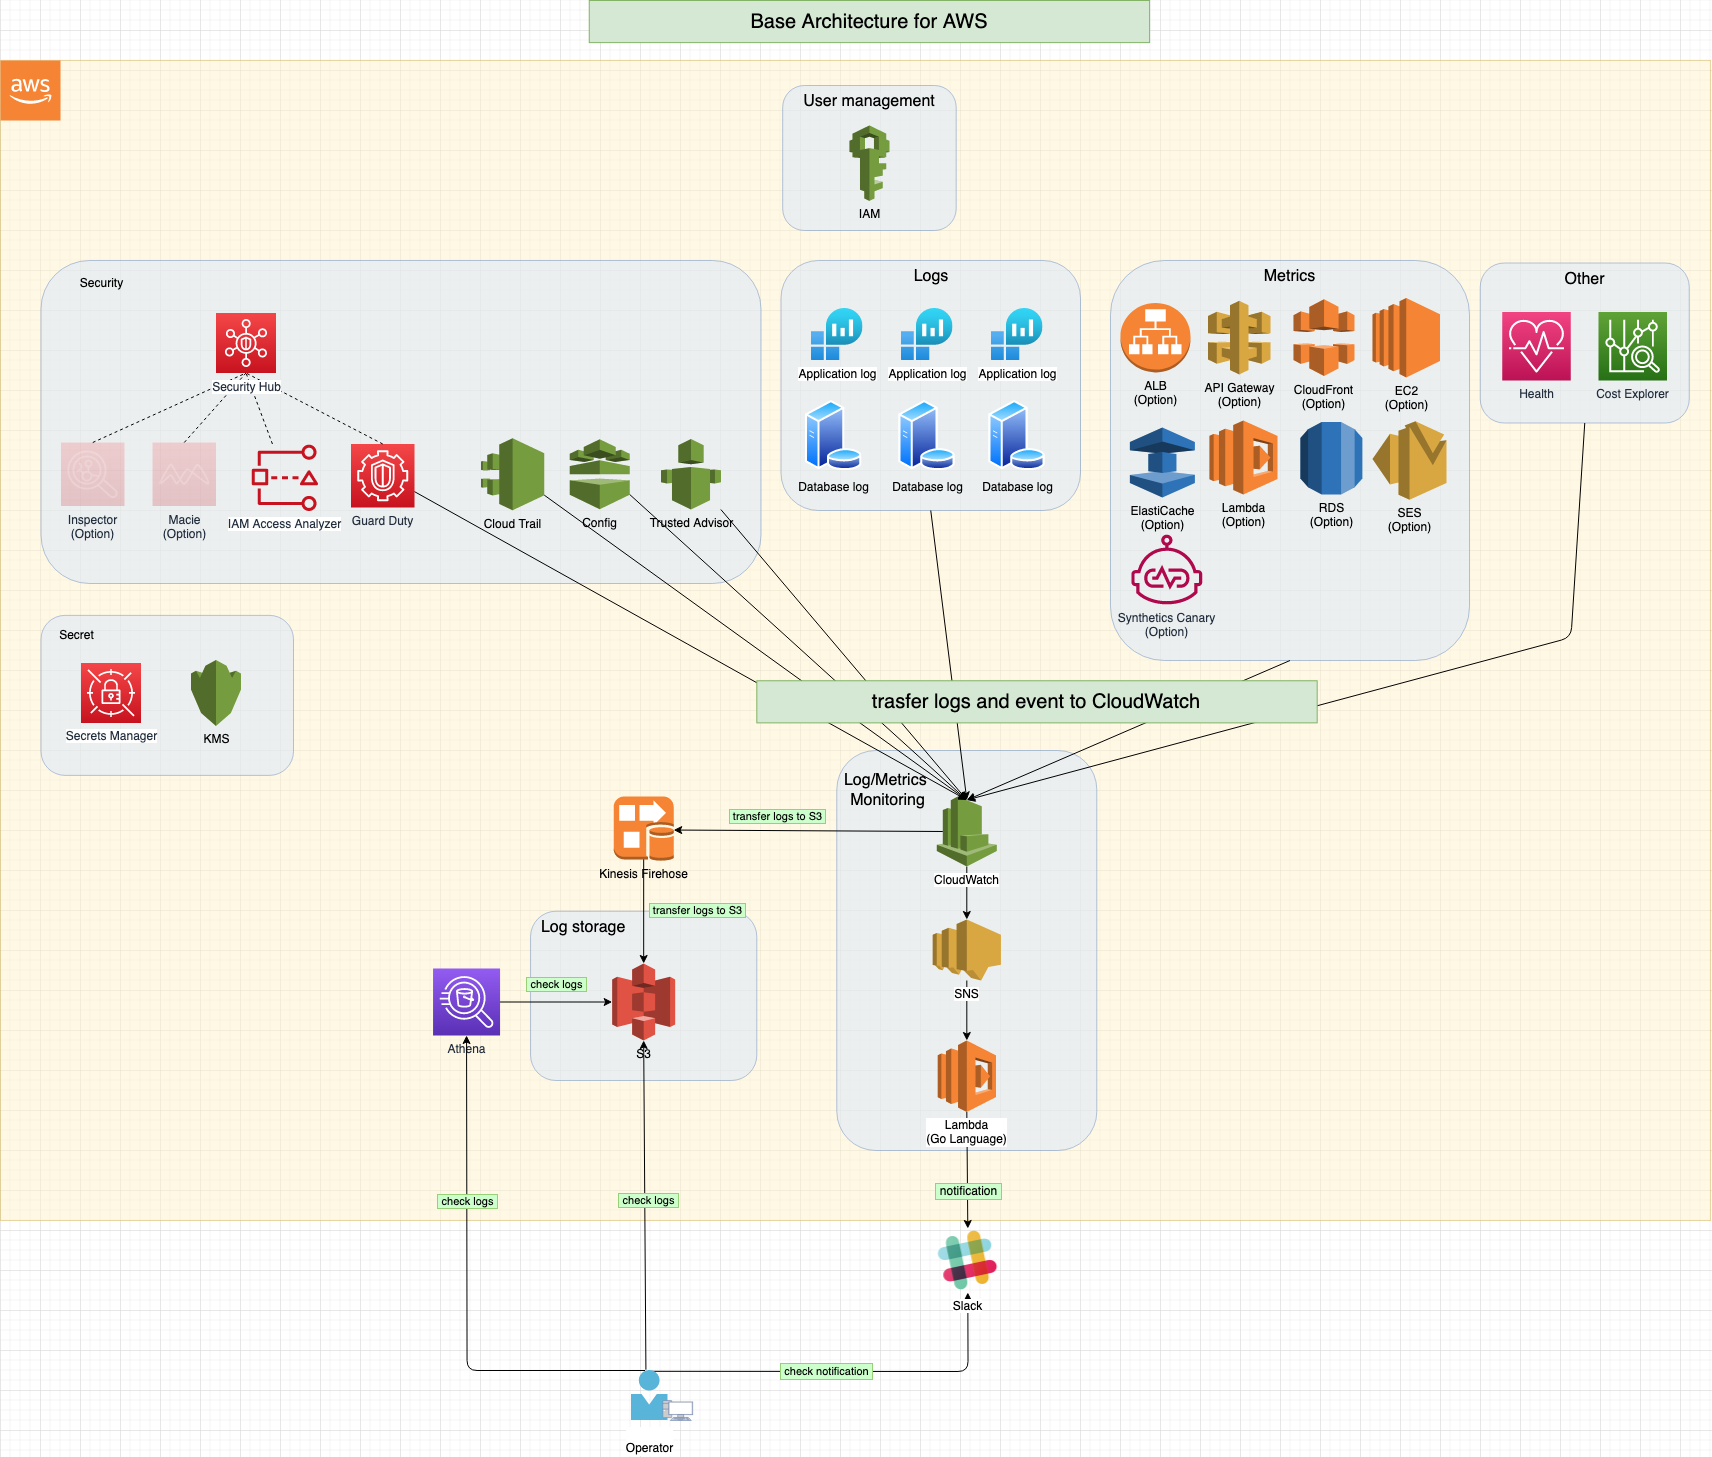 Base Architecture for AWS
aws
User management
IAM
Security
Security Hub
Inspector
(Option)
Macie
(Option)
IAM Access Analyzer
Guard Duty
Cloud Trail
Config
Trusted Advisor
Logs
Application log
Application log
Application log
Database log
Database log
Database log
Metrics
ALB
(Option)
API Gateway
(Option)
CloudFront
(Option)
EC2
(Option)
ElastiCache
(Option)
Lambda
(Option)
RDS
(Option)
SES
(Option)
Synthetics Canary
(Option)
Other
Health
Cost Explorer
Secret
Secrets Manager
KMS
trasfer logs and event to CloudWatch
Log/Metrics
Monitoring
transfer logs to S3
Kinesis Firehose
CloudWatch
transfer logs to S3
Log storage
check logs
SNS
Athena
S3
Lambda
(Go Language)
check logs
check logs
notification
Slack
check notification
Operator